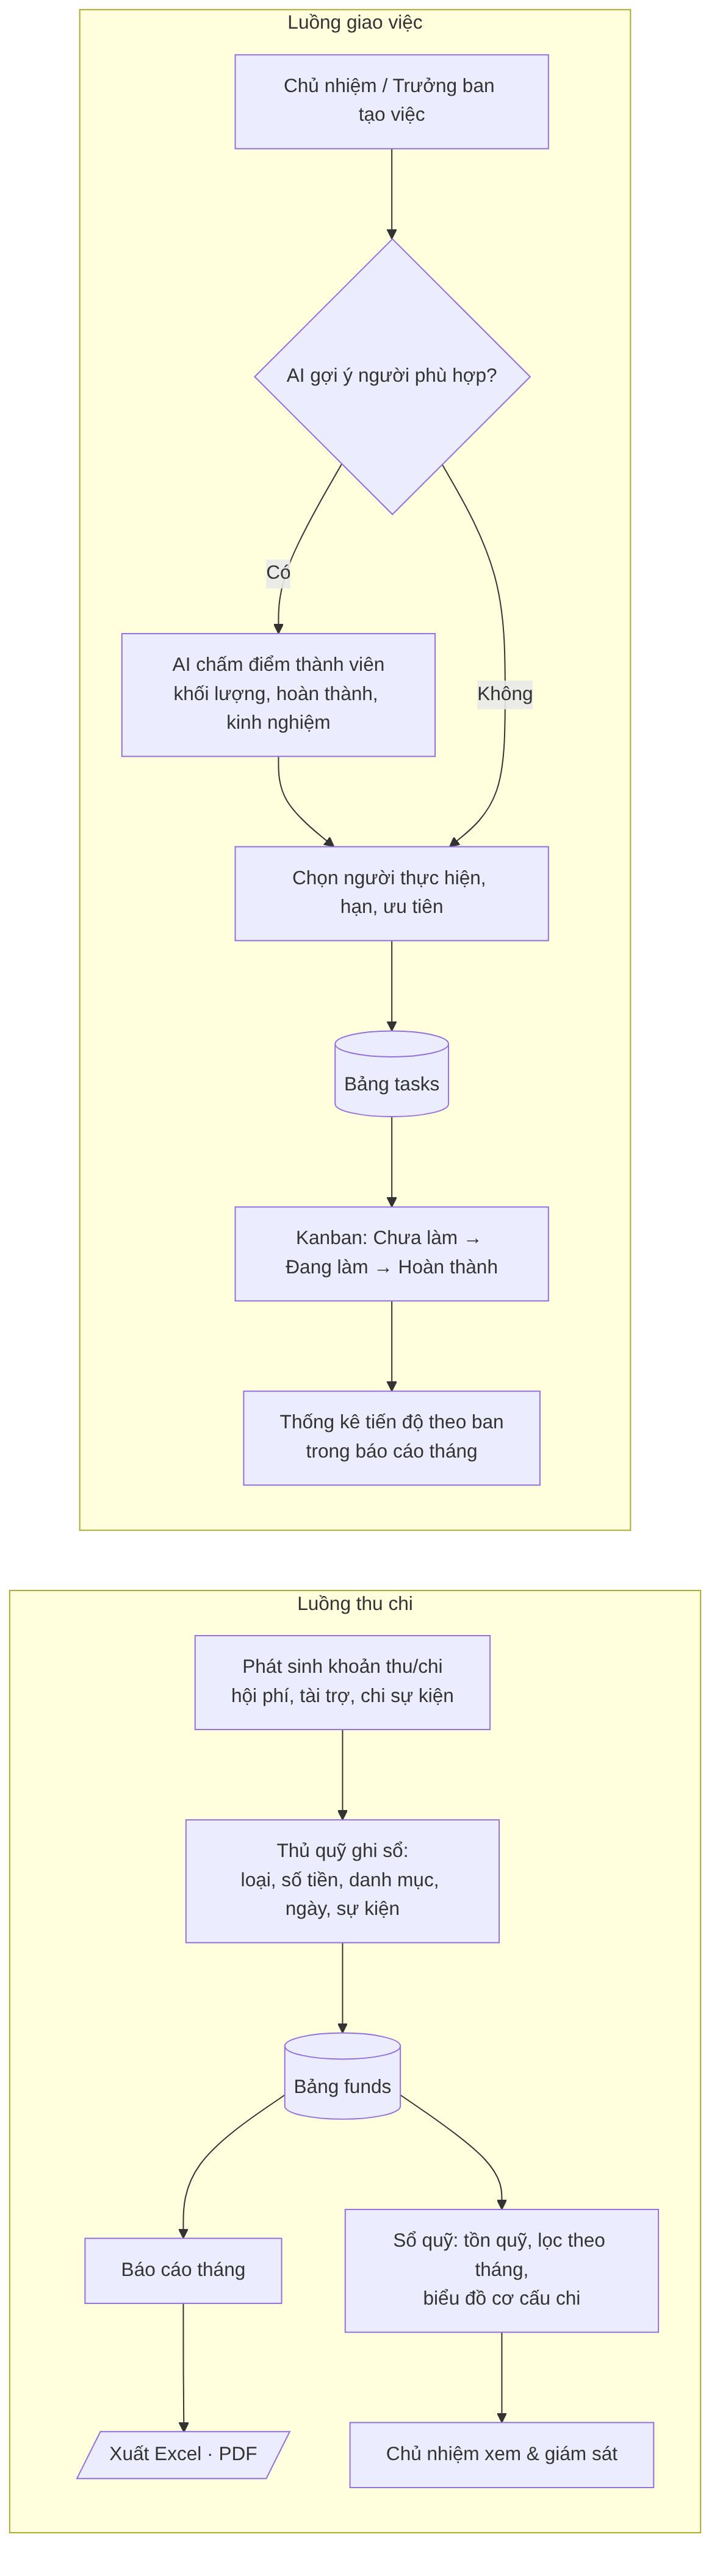 Luồng giao việc
Chủ nhiệm / Trưởng ban
tạo việc
AI gợi ý người phù hợp?
Có
AI chấm điểm thành viên
khối lượng, hoàn thành,
kinh nghiệm
Không
Chọn người thực hiện,
hạn, ưu tiên
Bảng tasks
Kanban: Chưa làm →
Đang làm → Hoàn thành
Thống kê tiến độ theo ban
trong báo cáo tháng
Luồng thu chi
Phát sinh khoản thu/chi
hội phí, tài trợ, chi sự kiện
Thủ quỹ ghi sổ:
loại, số tiền, danh mục,
ngày, sự kiện
Bảng funds
Báo cáo tháng
Sổ quỹ: tồn quỹ, lọc theo
tháng,
biểu đồ cơ cấu chi
Xuất Excel · PDF
Chủ nhiệm xem & giám sát